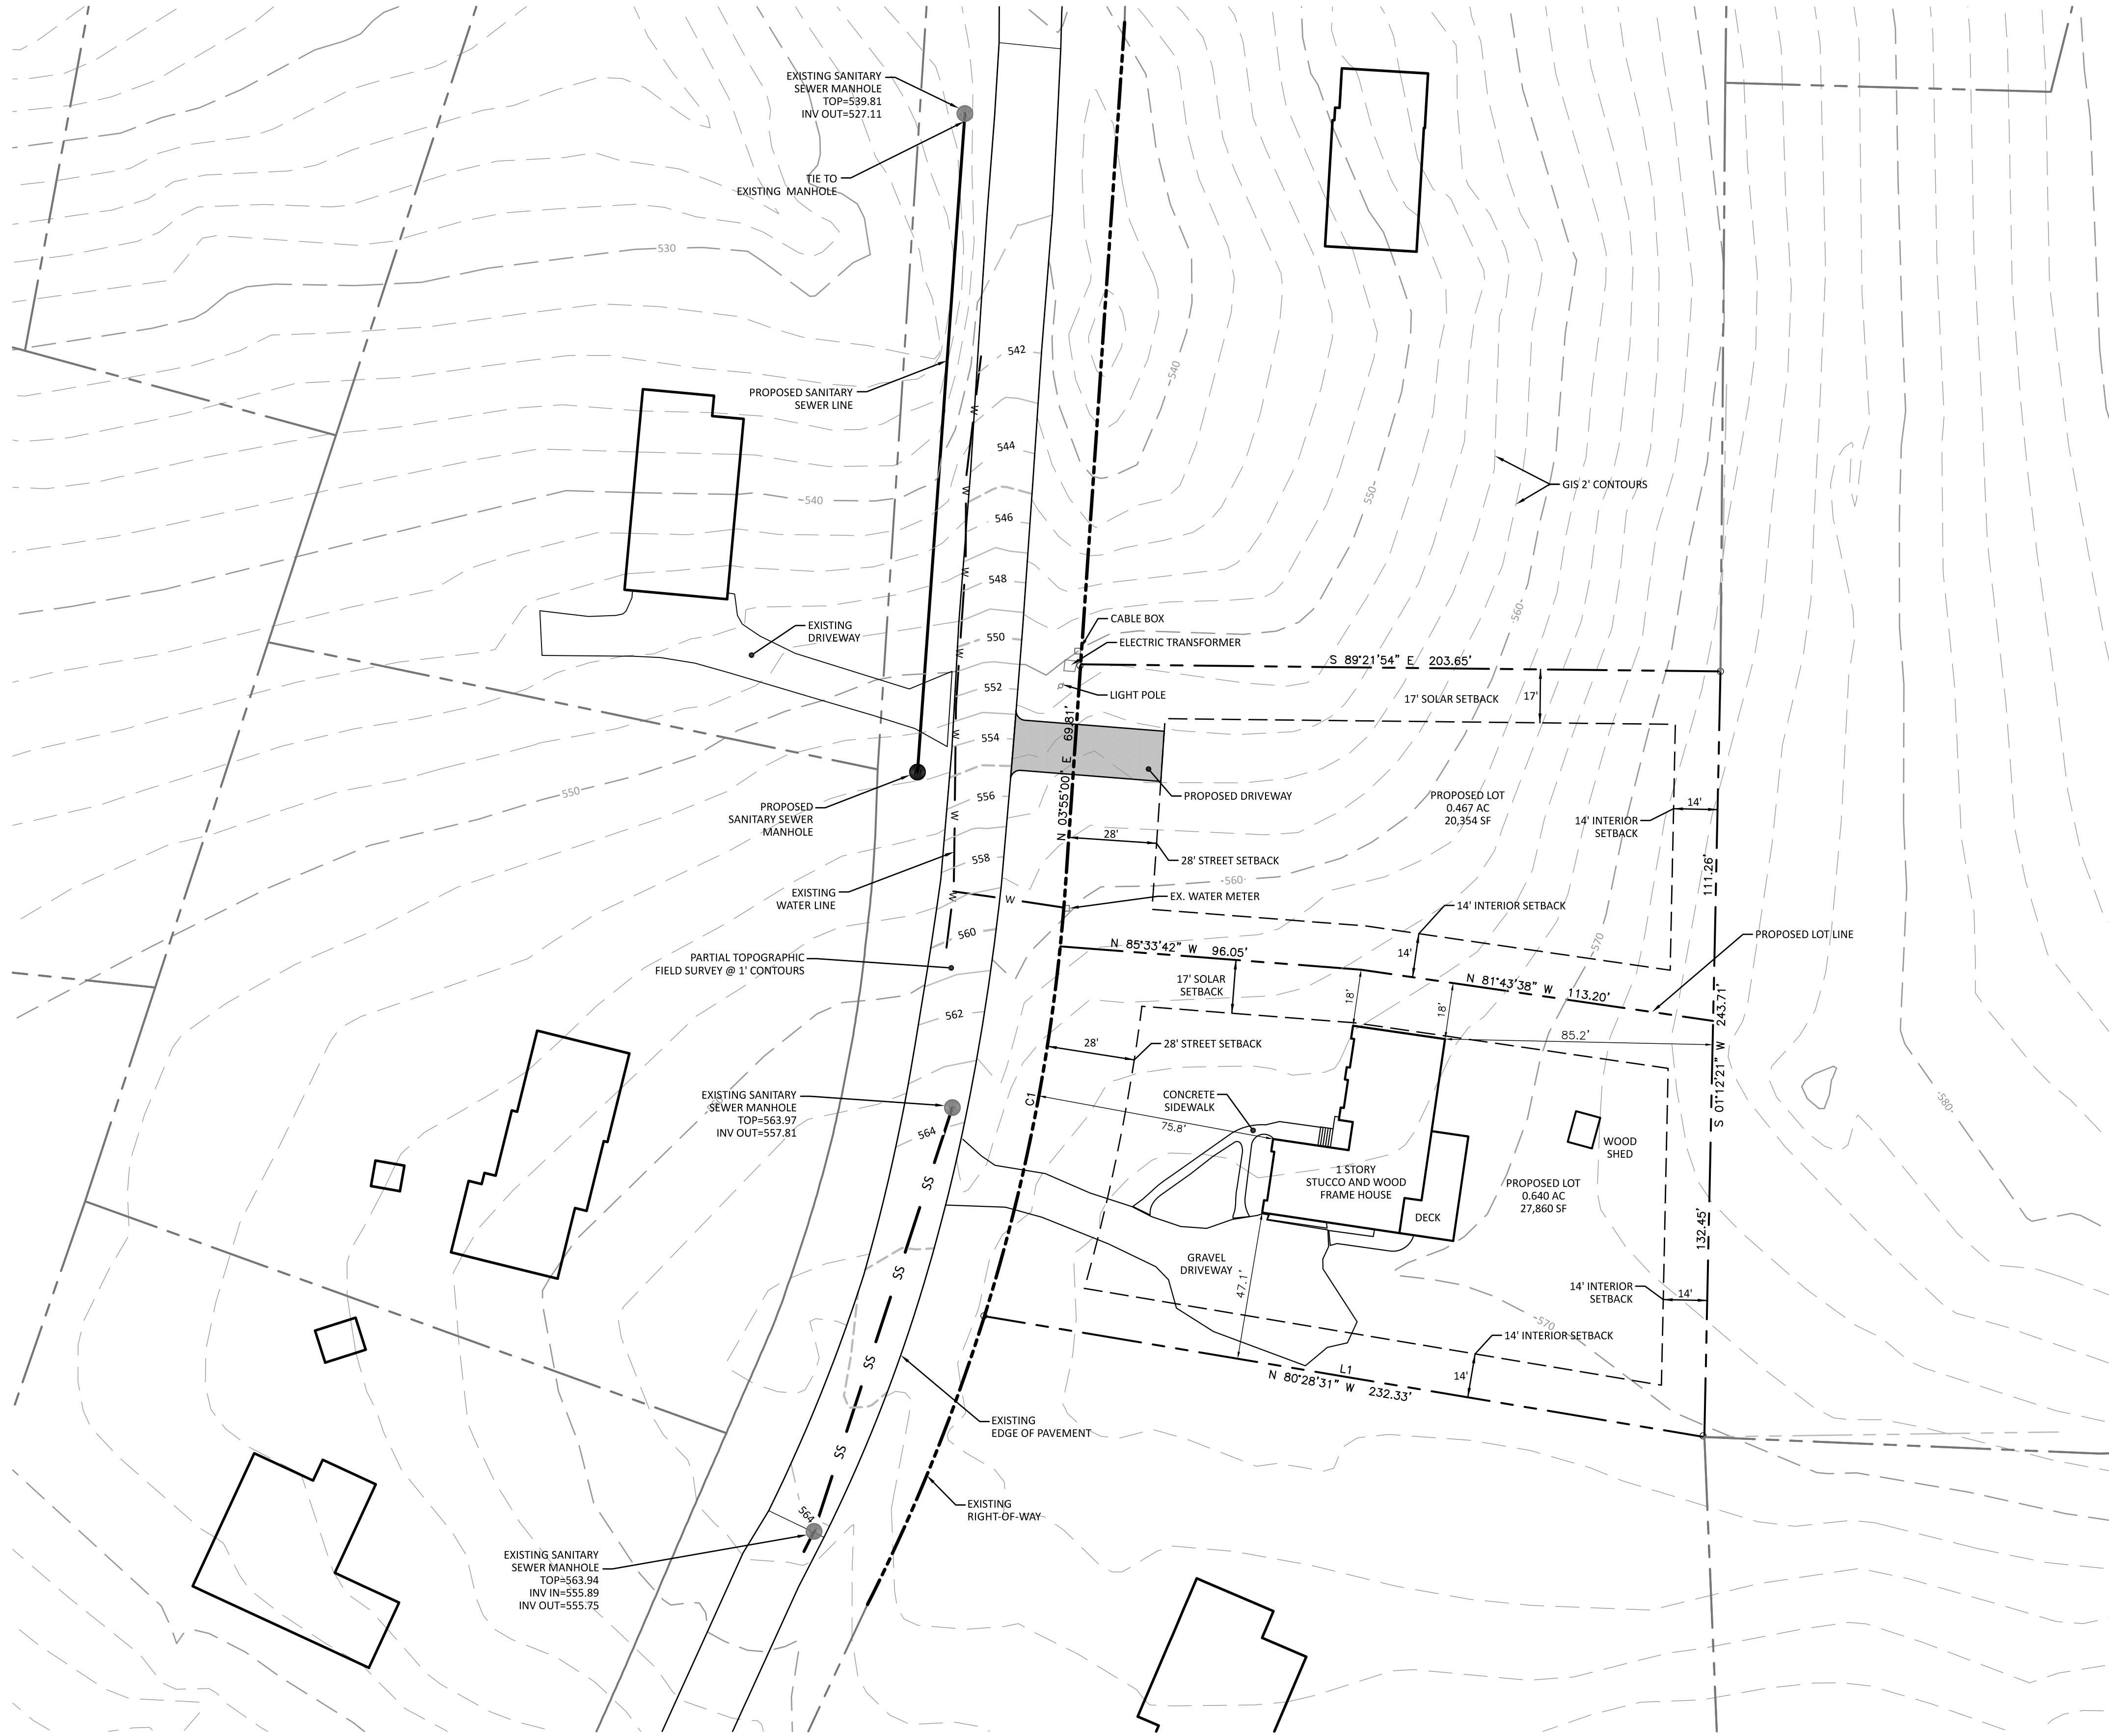 EXISTING SANITARY
SEWER MANHOLE
TOP=539.81
INV OUT=527.11
TIE TO
EXISTING MANHOLE
530
542
540
PROPOSED SANITARY
SEWER LINE
W
544
GIS 2' CONTOURS
W
550
540
546
W
548
560
CABLE BOX
EXISTING
DRIVEWAY
550
ELECTRIC TRANSFORMER
W
S 89°21'54" E 203.65'
552
LIGHT POLE
17' SOLAR SETBACK
17'
N 03°55'00" E 69.81'
W
554
550
PROPOSED DRIVEWAY
PROPOSED LOT
0.467 AC
20,354 SF
556
PROPOSED
SANITARY SEWER
MANHOLE
W
14'
14' INTERIOR
SETBACK
28'
558
28' STREET SETBACK
111.26'
560
EXISTING
WATER LINE
W
W
EX. WATER METER
14' INTERIOR SETBACK
560
570
PROPOSED LOT LINE
N 85°33'42" W 96.05'
14'
PARTIAL TOPOGRAPHIC
FIELD SURVEY @ 1' CONTOURS
17' SOLAR
SETBACK
N 81°43'38" W 113.20'
18'
18'
562
S 01°12'21" W 243.71'
85.2'
28'
28' STREET SETBACK
C1
EXISTING SANITARY
SEWER MANHOLE
TOP=563.97
INV OUT=557.81
CONCRETE
SIDEWALK
580
75.8'
564
WOOD
SHED
1 STORY
STUCCO AND WOOD
FRAME HOUSE
PROPOSED LOT
0.640 AC
27,860 SF
SS
DECK
132.45'
GRAVEL
DRIVEWAY
SS
47.1'
14' INTERIOR
SETBACK
14'
570
14' INTERIOR SETBACK
SS
L1
14'
N 80°28'31" W 232.33'
EXISTING
EDGE OF PAVEMENT
SS
EXISTING
RIGHT-OF-WAY
564
EXISTING SANITARY
SEWER MANHOLE
TOP=563.94
INV IN=555.89
INV OUT=555.75